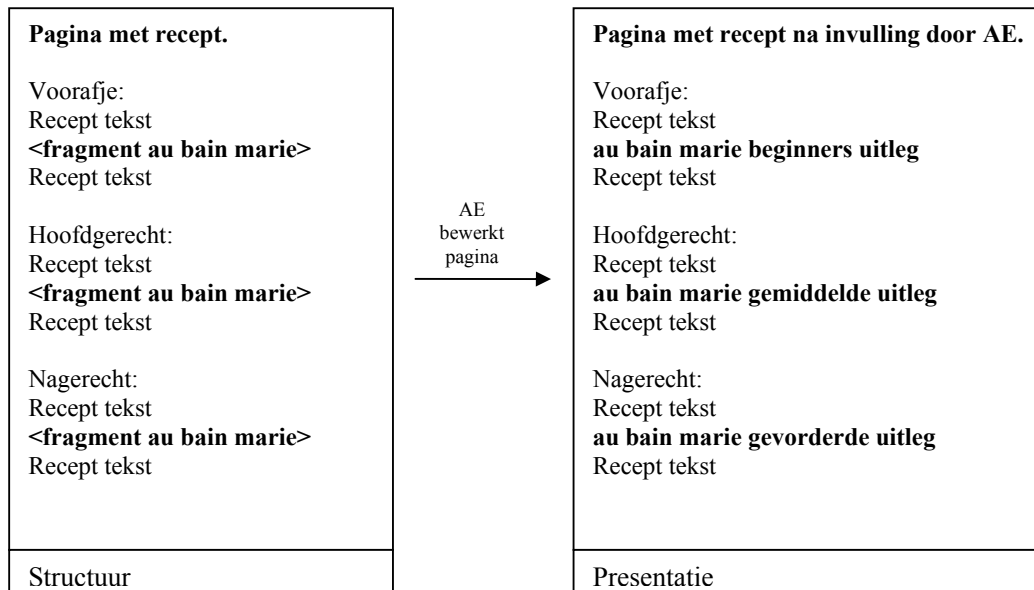 Pagina met recept.
Voorafje:
Recept tekst
<fragment au bain marie>
Recept tekst
Hoofdgerecht:
Recept tekst
<fragment au bain marie>
Recept tekst
Nagerecht:
Recept tekst
<fragment au bain marie>
Recept tekst
Structuur
AE
bewerkt
pagina
Pagina met recept na invulling door AE.
Voorafje:
Recept tekst
au bain marie beginners uitleg
Recept tekst
Hoofdgerecht:
Recept tekst
au bain marie gemiddelde uitleg
Recept tekst
Nagerecht:
Recept tekst
au bain marie gevorderde uitleg
Recept tekst
Presentatie